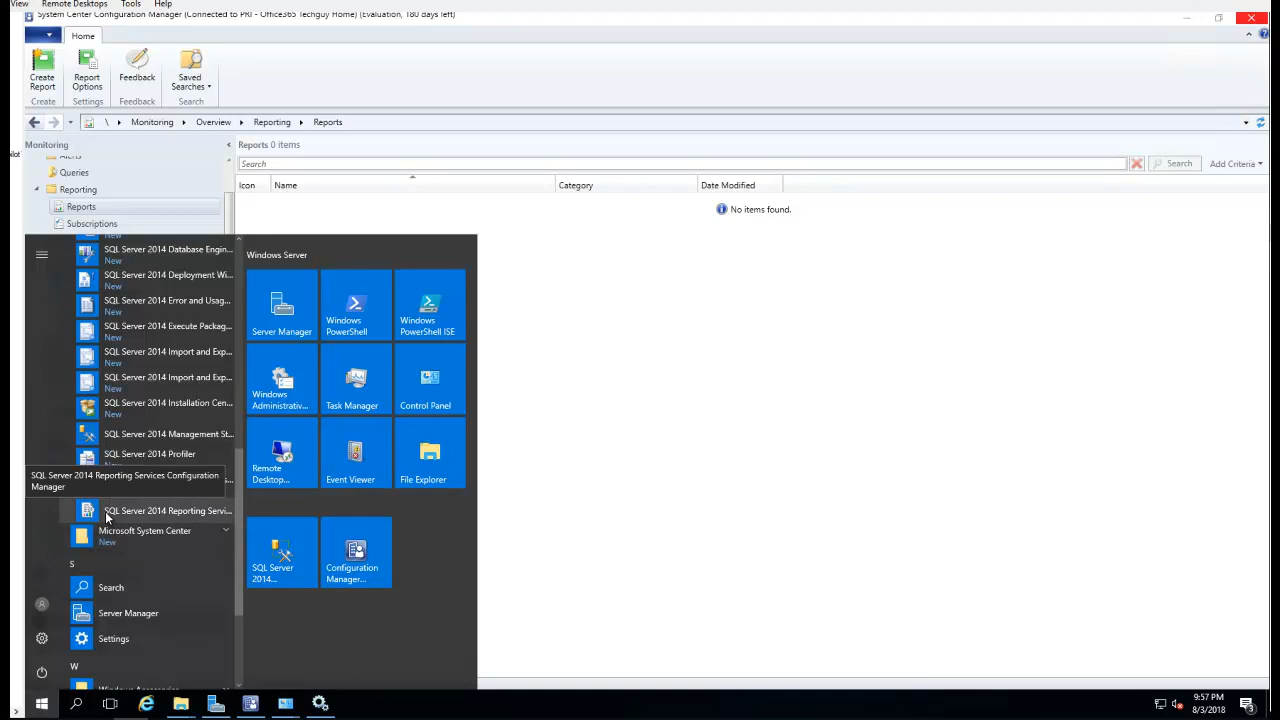 View Remote Desktops Tools Help
System Center Configuration Manager (Connected to PRI - Office365 Techguy Home) (Evaluation, 180 days left)
Home
Create Report
Report Options
Feedback
Saved Searches
Create
Settings
Feedback
Search
\ Monitoring Overview Reporting Reports
Monitoring
Reports 0 items
Alerts
Search
Search
Add Criteria
Queries
Icon
Name
Category
Date Modified
Reporting
Reports
No items found.
Subscriptions
New
SQL Server 2014 Database Engin...
New
SQL Server 2014 Deployment Wi...
New
SQL Server 2014 Error and Usag...
New
SQL Server 2014 Execute Packag...
New
SQL Server 2014 Import and Exp...
New
SQL Server 2014 Import and Exp...
New
SQL Server 2014 Installation Cen...
New
SQL Server 2014 Management St...
SQL Server 2014 Profiler
SQL Server 2014 Reporting Services Configuration
Manager
SQL Server 2014 Reporting Servi...
Microsoft System Center
New
S
Search
Server Manager
Settings
W
Windows Accessories
Windows Server
Server Manager
Windows PowerShell
Windows PowerShell ISE
Windows Administrativ...
Task Manager
Control Panel
Remote Desktop...
Event Viewer
File Explorer
SQL Server 2014...
Configuration Manager...
9:57 PM
8/3/2018
3